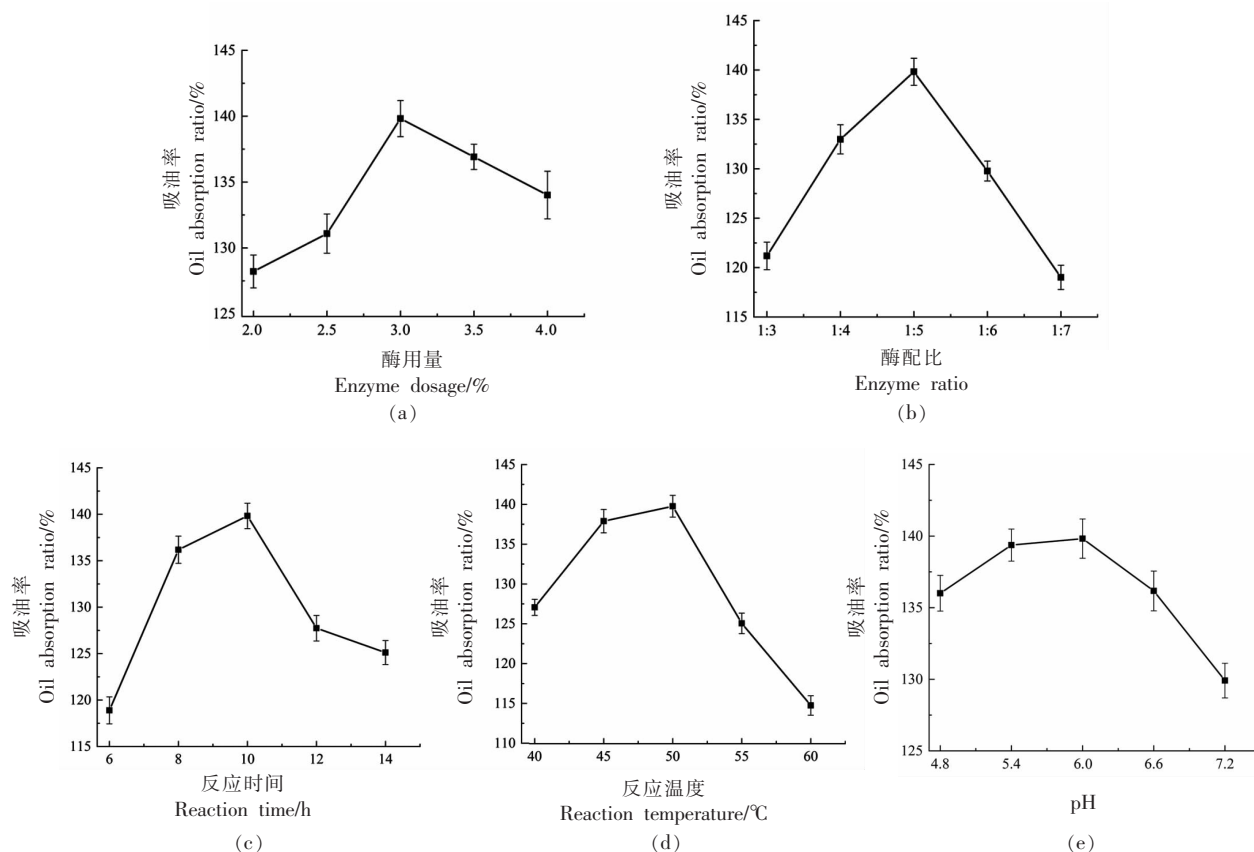 145
140
135
130
125
吸油率
Oil absorption ratio/%
2.0 2.5 3.0 3.5 4.0
酶用量
Enzyme dosage/%
(a)
145
140
135
130
125
120
115
吸油率
Oil absorption ratio/%
1:3 1:4 1:5 1:6 1:7
酶配比
Enzyme ratio
(b)
145
140
135
130
125
120
115
吸油率
Oil absorption ratio/%
6 8 10 12 14
反应时间
Reaction time/h
(c)
145
140
135
130
125
120
115
110
吸油率
Oil absorption ratio/%
40 45 50 55 60
反应温度
Reaction temperature/℃
(d)
145
140
135
130
125
吸油率
Oil absorption ratio/%
4.8 5.4 6.0 6.6 7.2
pH
(e)